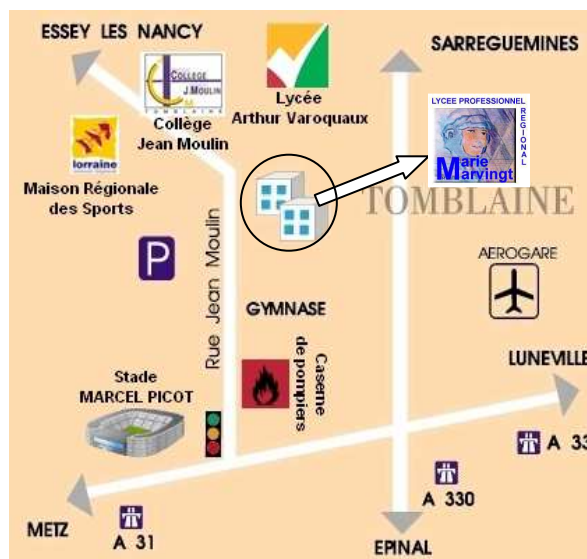 ESSEY LES NANCY
SARREGUEMINES
COLLEGE
J.MOULIN
TOMBLAINE
Lycée
Arthur Varoquaux
Collège
Jean Moulin
LYCEE PROFESSIONNEL
REGIONAL
Marie
Marvingt
lorraine
Maison Régionale
des Sports
TOMBLAINE
P
Rue Jean Moulin
AEROGARE
GYMNASE
Caserne
de pompiers
LUNEVILLE
Stade
MARCEL PICOT
A 33
A 330
METZ
A 31
EPINAL